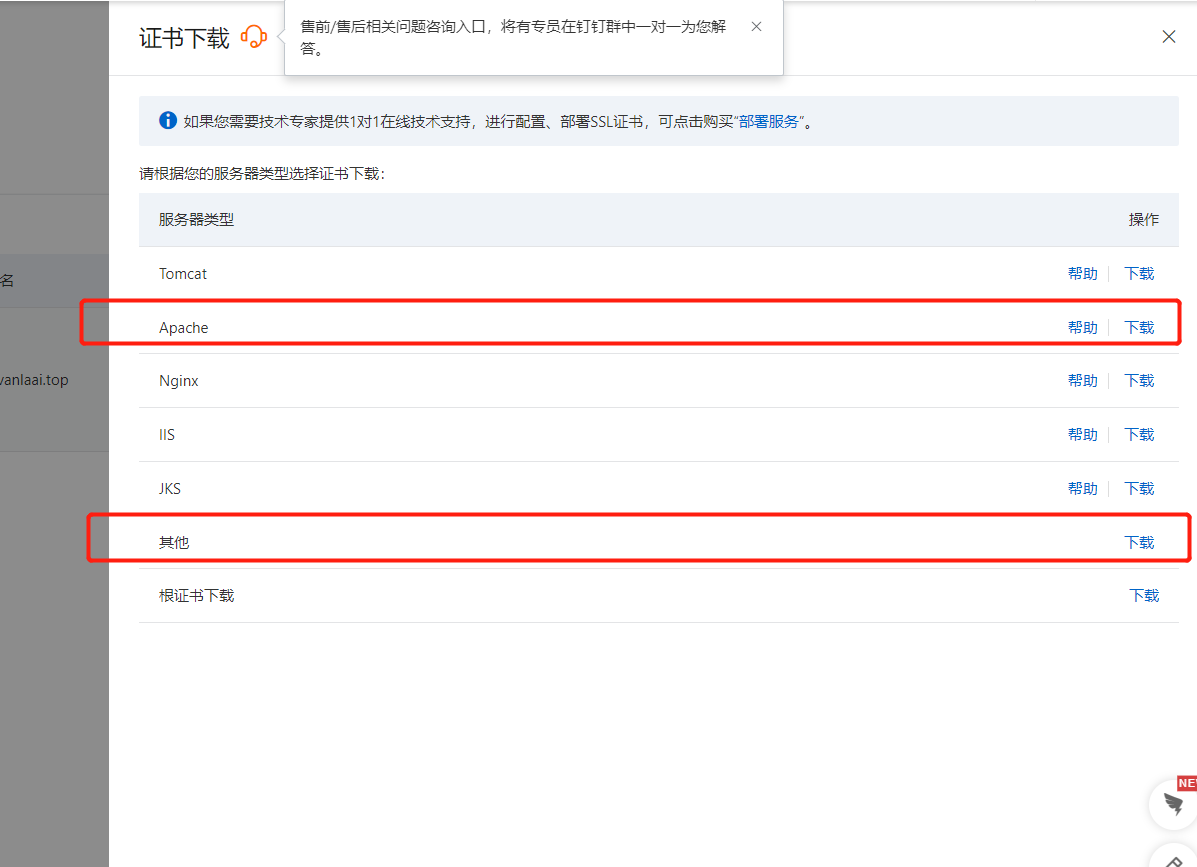 证书下载
售前/售后相关问题咨询入口，将有专员在钉钉群中一对一为您解
答。
如果您需要技术专家提供1对1在线技术支持，进行配置、部署SSL证书，可点击购买“部署服务”。
请根据您的服务器类型选择证书下载：
服务器类型 操作
Tomcat 帮助 下载
名
Apache 帮助 下载
Nginx 帮助 下载
vanlaai.top
IIS 帮助 下载
JKS 帮助 下载
其他 下载
根证书下载 下载
NE